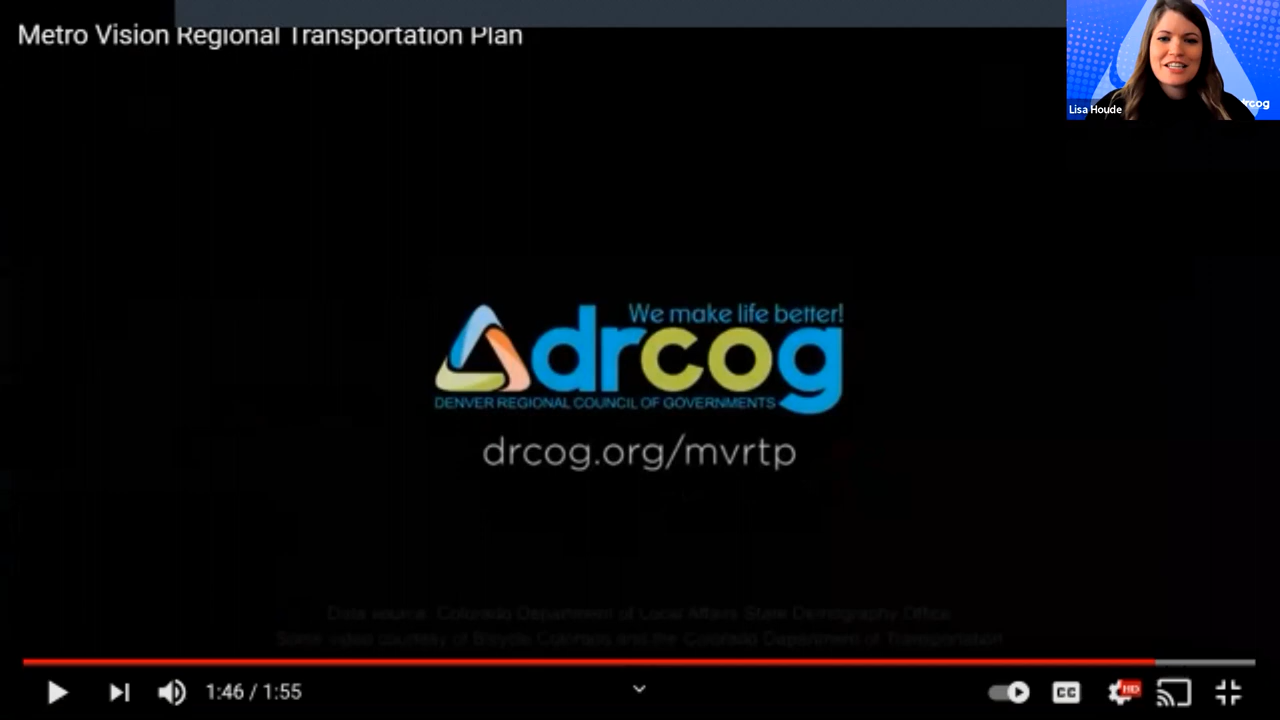 Metro Vision Regional Transportation Plan
Lisa Houde
drcog
We make life better!
drcog
DENVER REGIONAL COUNCIL OF GOVERNMENTS
drcog.org/mvrtp
Data source: Colorado Department of Local Affairs State Demography Office
Some video courtesy of Bicycle Colorado and the Colorado Department of Transportation
1:46 / 1:55
CC
HD